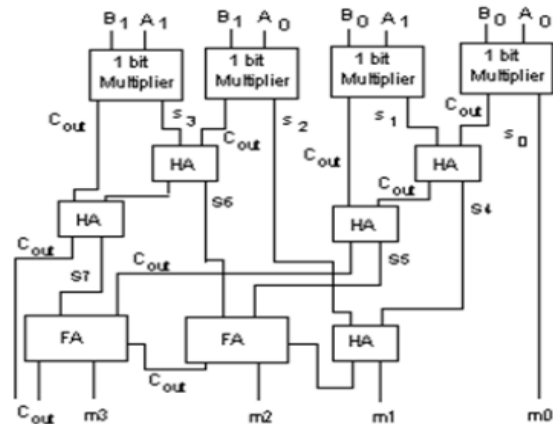 B1 A1 B1 A0 B0 A1 B0 A0
1 bit Multiplier 1 bit Multiplier 1 bit Multiplier 1 bit Multiplier
Cout S3 Cout S2 Cout S1 Cout S0
HA HA
Cout
S6 S4
HA HA
Cout S7 Cout S5
FA FA HA
Cout
Cout m3 m2 m1 m0